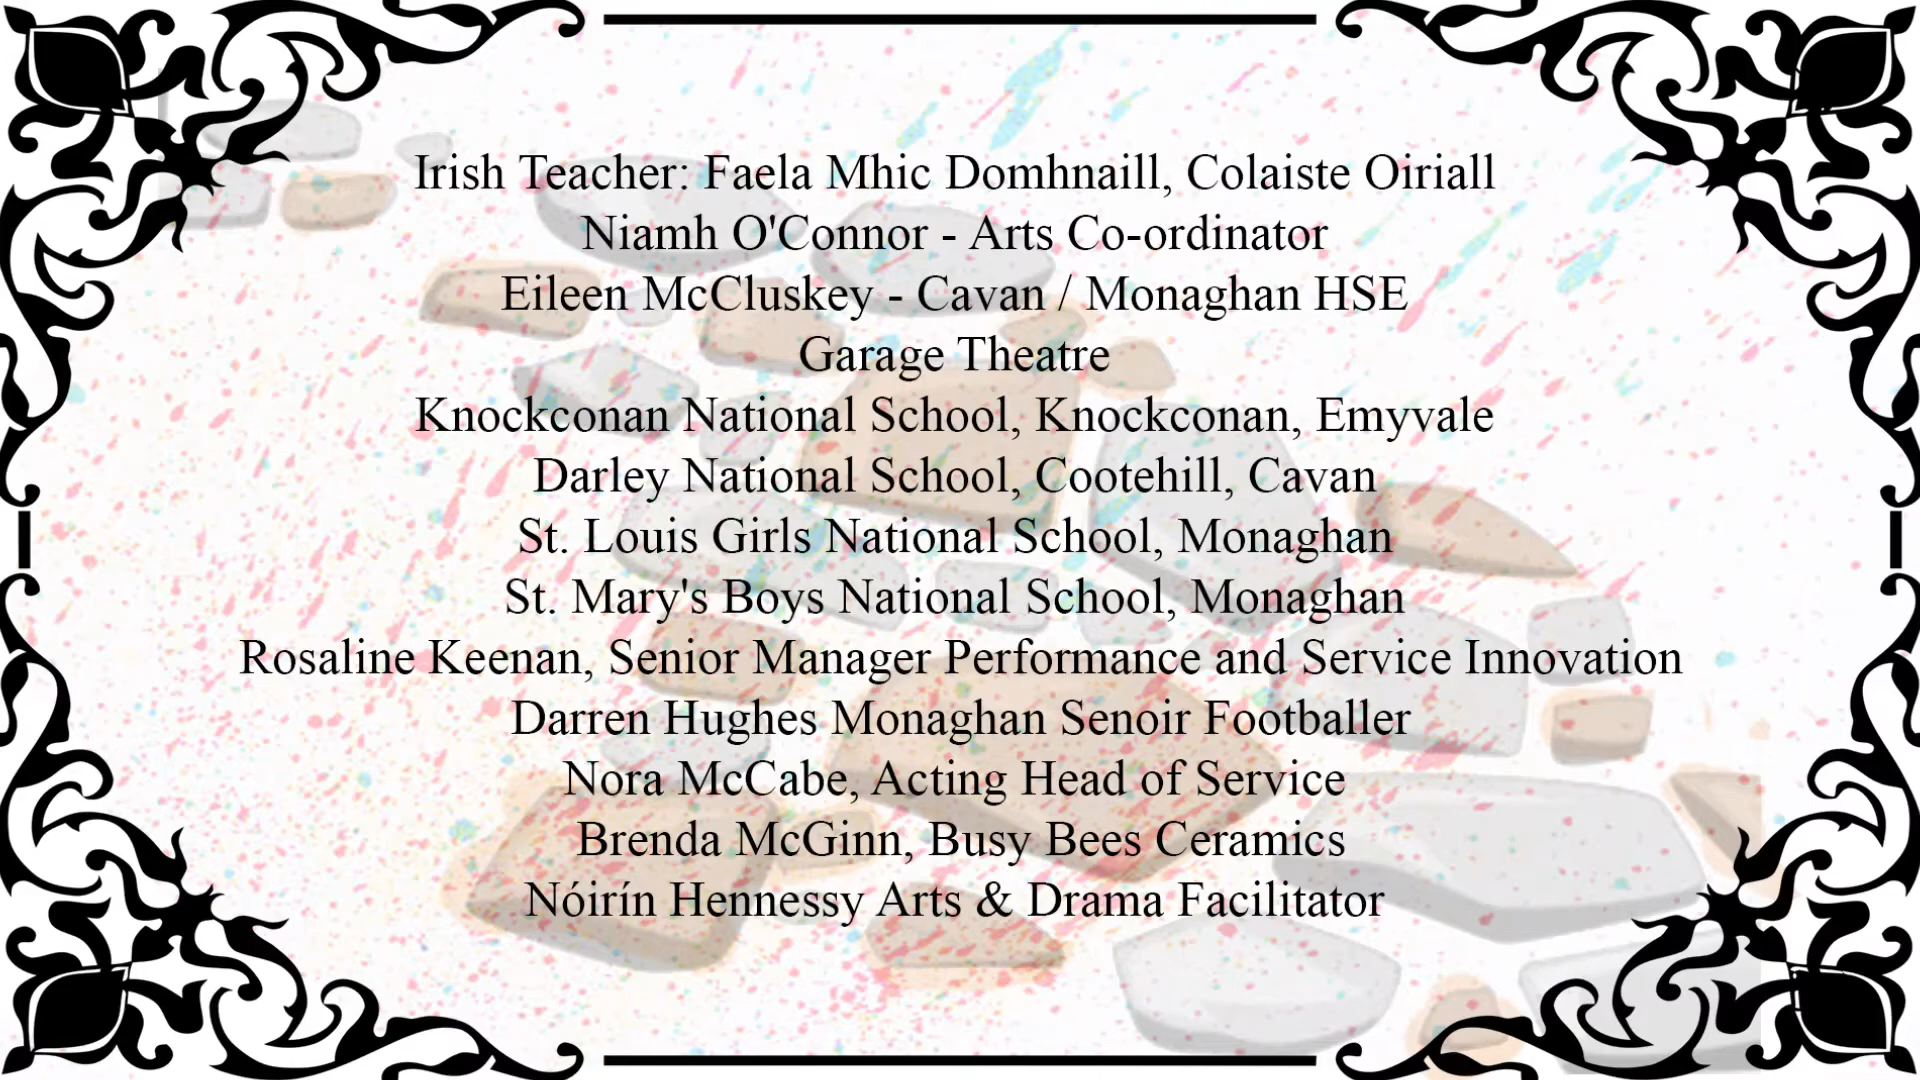 Irish Teacher: Faela Mhic Domhnaill, Colaiste Oiriall
Niamh O'Connor - Arts Co-ordinator
Eileen McCluskey - Cavan / Monaghan HSE
Garage Theatre
Knockconan National School, Knockconan, Emyvale
Darley National School, Cootehill, Cavan
St. Louis Girls National School, Monaghan
St. Mary's Boys National School, Monaghan
Rosaline Keenan, Senior Manager Performance and Service Innovation
Darren Hughes Monaghan Senoir Footballer
Nora McCabe, Acting Head of Service
Brenda McGinn, Busy Bees Ceramics
Nóirín Hennessy Arts & Drama Facilitator